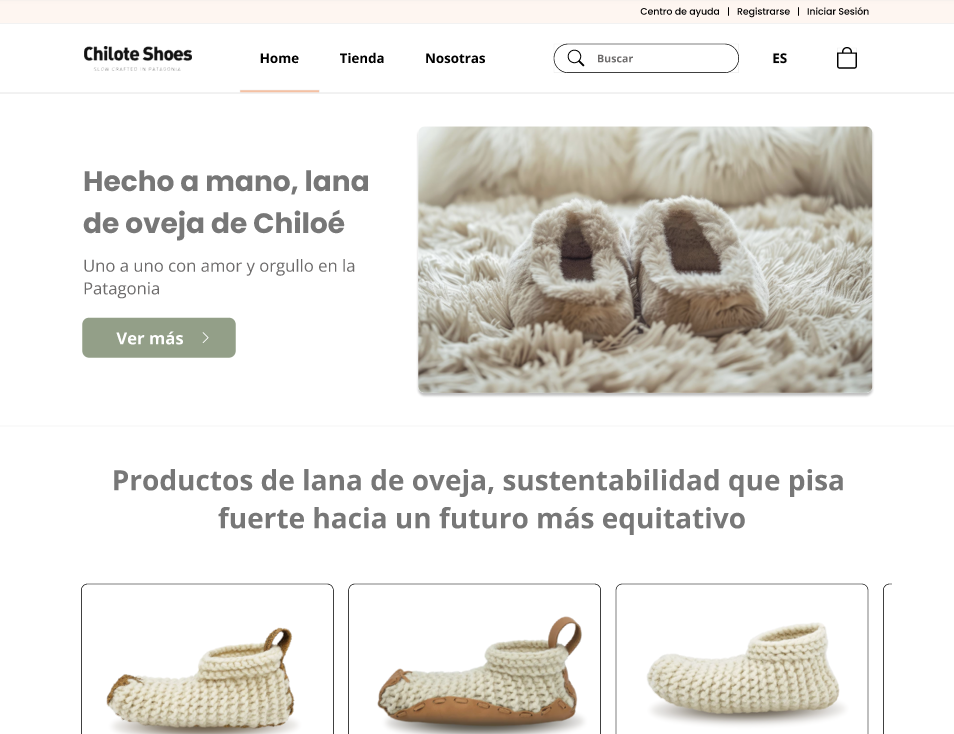 Centro de ayuda | Registrarse | Iniciar Sesión
Chilote Shoes
SLOW CRAFTED IN PATAGONIA
Home
Tienda
Nosotras
Buscar
ES
Hecho a mano, lana
de oveja de Chiloé
Uno a uno con amor y orgullo en la
Patagonia
Ver más
Productos de lana de oveja, sustentabilidad que pisa
fuerte hacia un futuro más equitativo